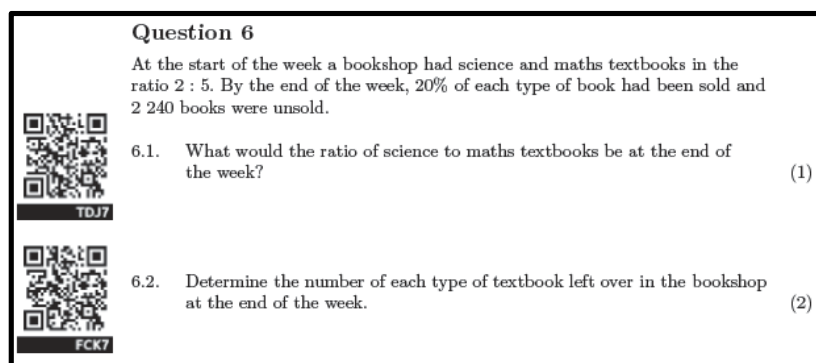 Question 6
At the start of the week a bookshop had science and maths textbooks in the
ratio 2 : 5. By the end of the week, 20% of each type of book had been sold and
2 240 books were unsold.
6.1. What would the ratio of science to maths textbooks be at the end of
the week? (1)
TDJ7
6.2. Determine the number of each type of textbook left over in the bookshop
at the end of the week. (2)
FCK7